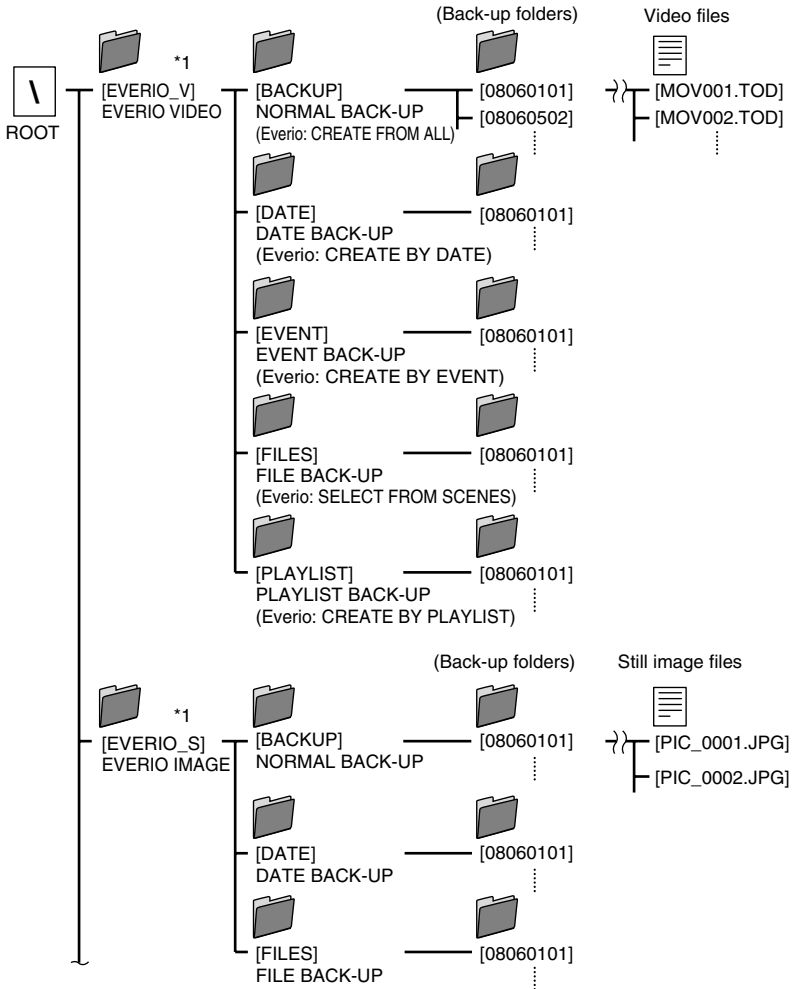 (Back-up folders) Video files
*1
\ [EVERIO_V] [BACKUP] [08060101] [MOV001.TOD]
EVERIO VIDEO NORMAL BACK-UP [08060502] [MOV002.TOD]
ROOT (Everio: CREATE FROM ALL)
[DATE] [08060101]
DATE BACK-UP
(Everio: CREATE BY DATE)
[EVENT] [08060101]
EVENT BACK-UP
(Everio: CREATE BY EVENT)
[FILES] [08060101]
FILE BACK-UP
(Everio: SELECT FROM SCENES)
[PLAYLIST] [08060101]
PLAYLIST BACK-UP
(Everio: CREATE BY PLAYLIST)
(Back-up folders) Still image files
*1
[EVERIO_S] [BACKUP] [08060101] [PIC_0001.JPG]
EVERIO IMAGE NORMAL BACK-UP
[PIC_0002.JPG]
[DATE] [08060101]
DATE BACK-UP
[FILES] [08060101]
FILE BACK-UP